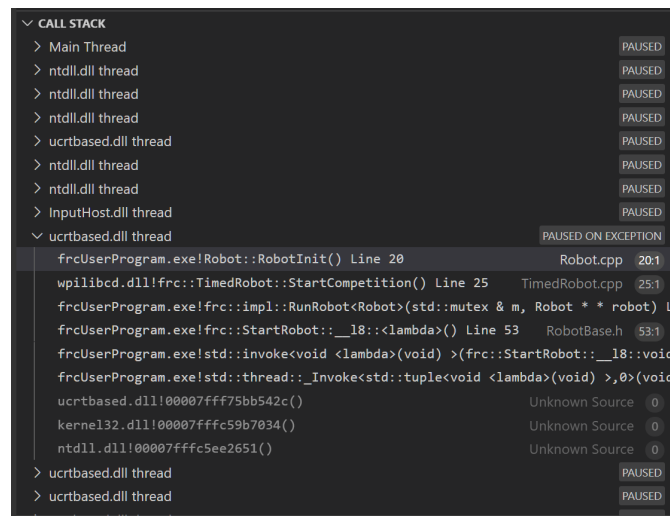 CALL STACK
Main Thread PAUSED
ntdll.dll thread PAUSED
ntdll.dll thread PAUSED
ntdll.dll thread PAUSED
ucrtbased.dll thread PAUSED
ntdll.dll thread PAUSED
ntdll.dll thread PAUSED
InputHost.dll thread PAUSED
ucrtbased.dll thread PAUSED ON EXCEPTION
frcUserProgram.exe!Robot::RobotInit() Line 20 Robot.cpp 20:1
wpilibcd.dll!frc::TimedRobot::StartCompetition() Line 25 TimedRobot.cpp 25:1
frcUserProgram.exe!frc::impl::RunRobot<Robot>(std::mutex & m, Robot * * robot) L
frcUserProgram.exe!frc::StartRobot::__l8::<lambda>() Line 53 RobotBase.h 53:1
frcUserProgram.exe!std::invoke<void <lambda>(void) >(frc::StartRobot::__l8::void
frcUserProgram.exe!std::thread::_Invoke<std::tuple<void <lambda>(void) >,0>(void
ucrtbased.dll!00007fff75bb542c() Unknown Source 0
kernel32.dll!00007fffc59b7034() Unknown Source 0
ntdll.dll!00007fffc5ee2651() Unknown Source 0
ucrtbased.dll thread PAUSED
ucrtbased.dll thread PAUSED